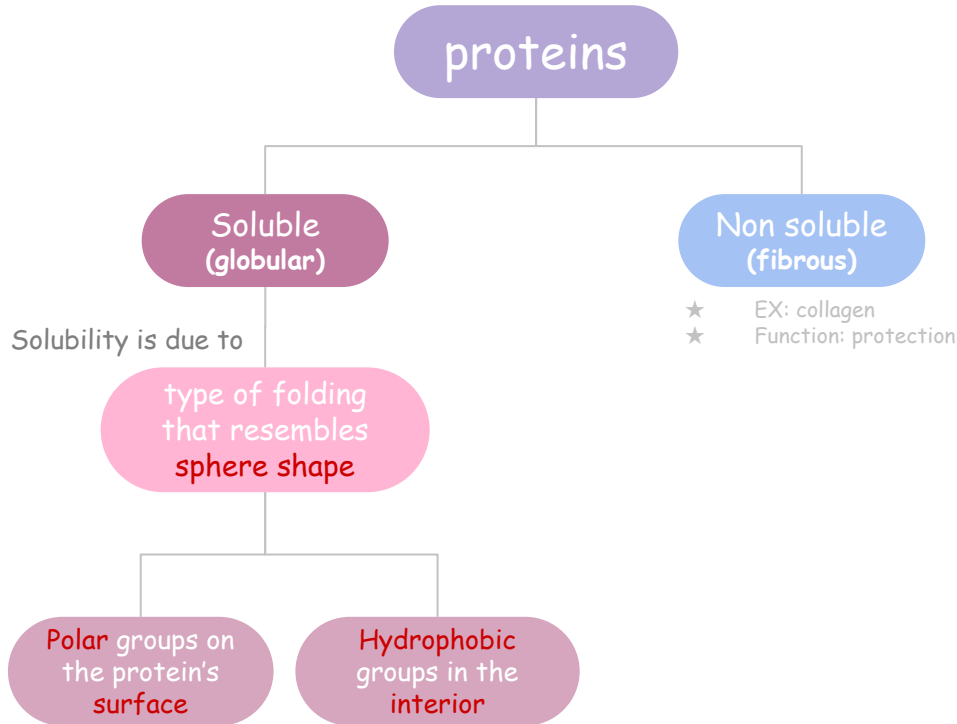 proteins
Soluble
(globular)
Non soluble
(fibrous)
★ EX: collagen
★ Function: protection
Solubility is due to
type of folding
that resembles
sphere shape
Polar groups on
the protein's
surface
Hydrophobic
groups in the
interior